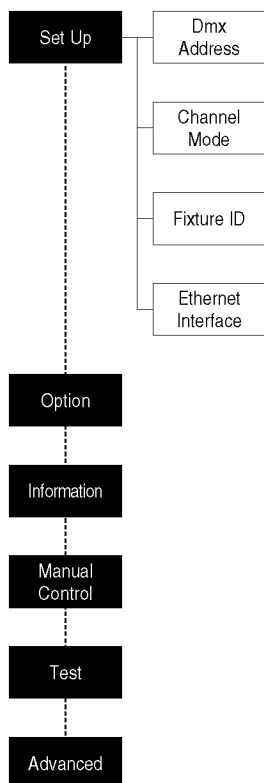 Set Up
Dmx
Address
Channel
Mode
Fixture ID
Ethernet
Interface
Option
Information
Manual
Control
Test
Advanced